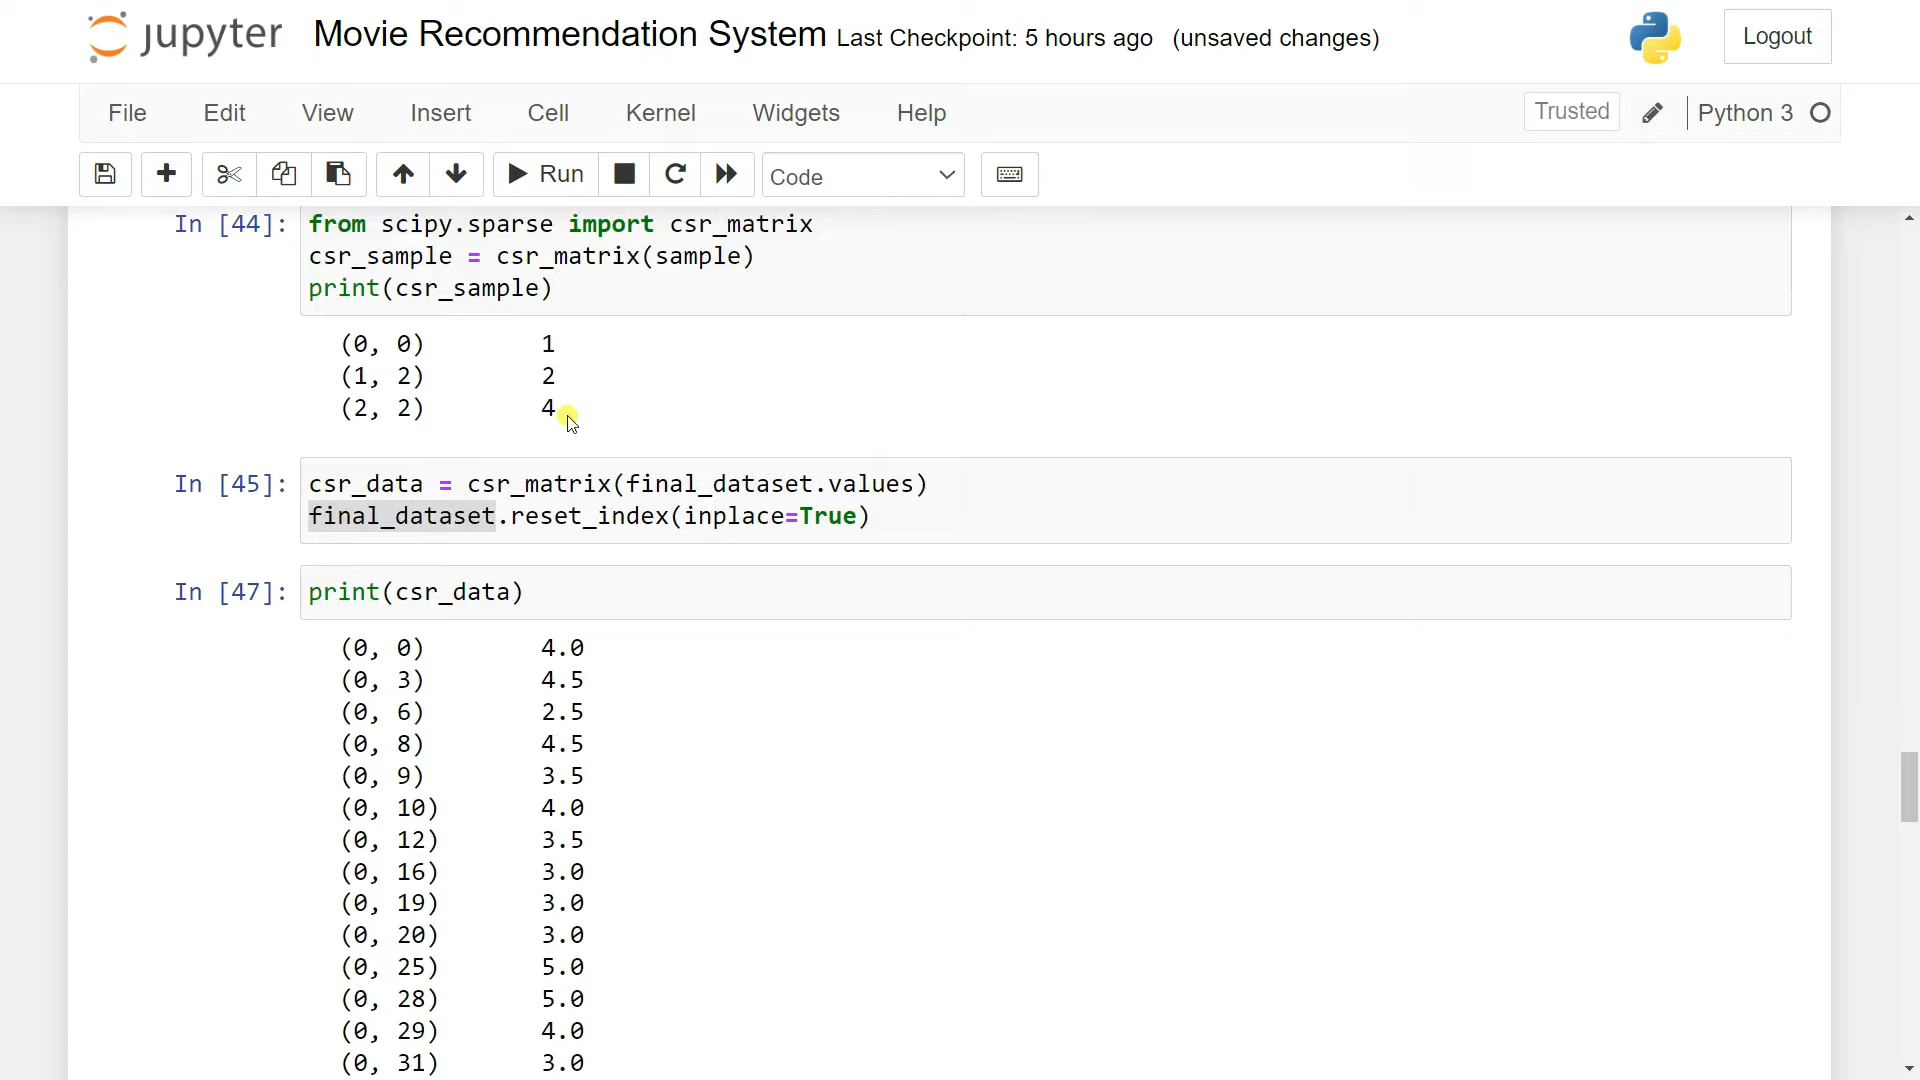 jupyter Movie Recommendation System Last Checkpoint: 5 hours ago (unsaved changes) Logout
File Edit View Insert Cell Kernel Widgets Help Trusted Python 3
Run Code
In [44]: from scipy.sparse import csr_matrix
csr_sample = csr_matrix(sample)
print(csr_sample)
(0, 0) 1
(1, 2) 2
(2, 2) 4
In [45]: csr_data = csr_matrix(final_dataset.values)
final_dataset.reset_index(inplace=True)
In [47]: print(csr_data)
(0, 0) 4.0
(0, 3) 4.5
(0, 6) 2.5
(0, 8) 4.5
(0, 9) 3.5
(0, 10) 4.0
(0, 12) 3.5
(0, 16) 3.0
(0, 19) 3.0
(0, 20) 3.0
(0, 25) 5.0
(0, 28) 5.0
(0, 29) 4.0
(0, 31) 3.0